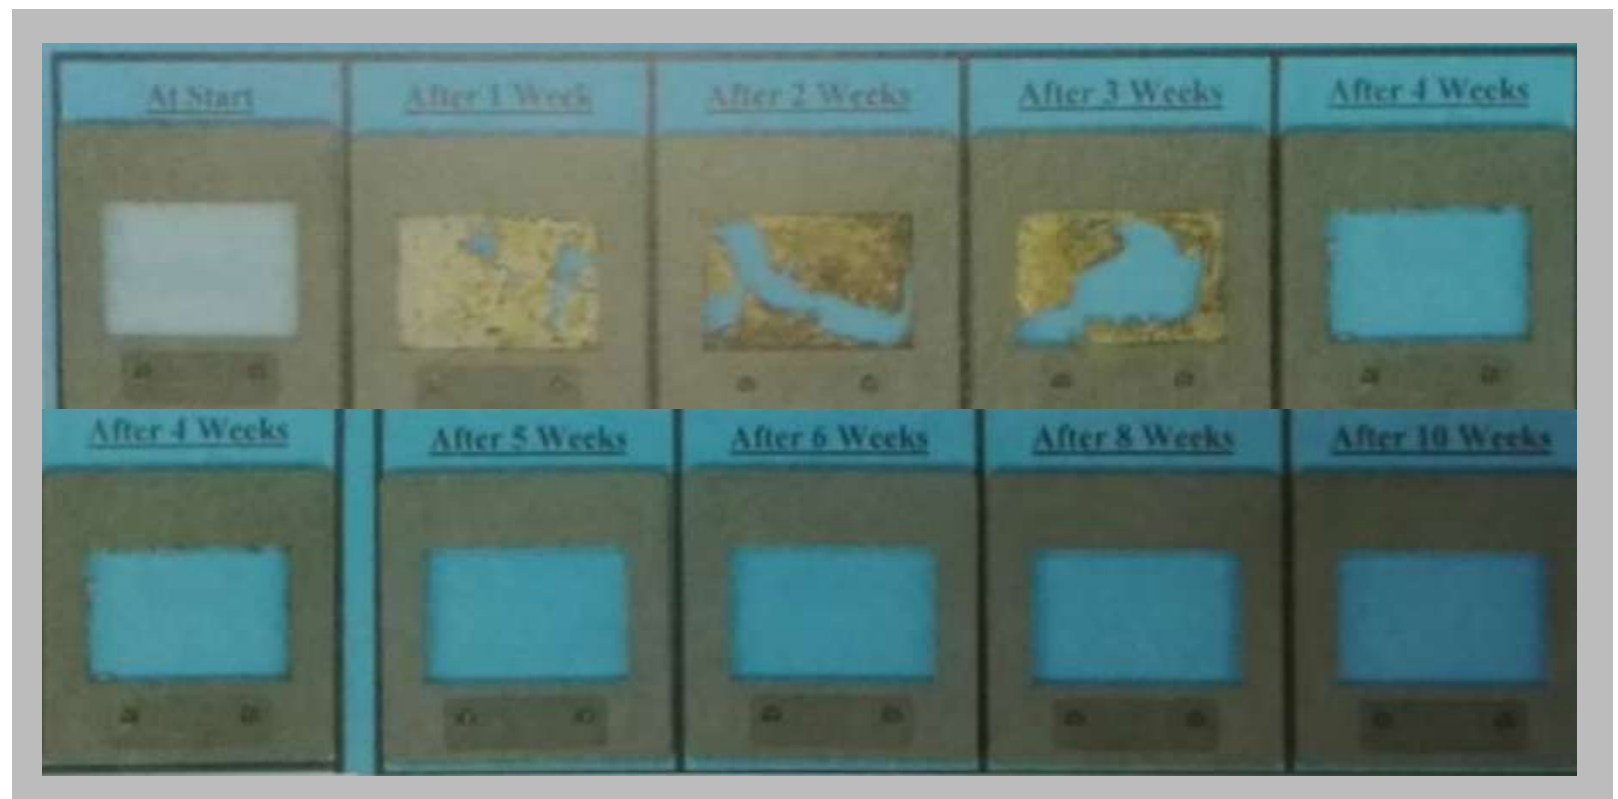 At Start
After 1 Week
After 2 Weeks
After 3 Weeks
After 4 Weeks
After 4 Weeks
After 5 Weeks
After 6 Weeks
After 8 Weeks
After 10 Weeks